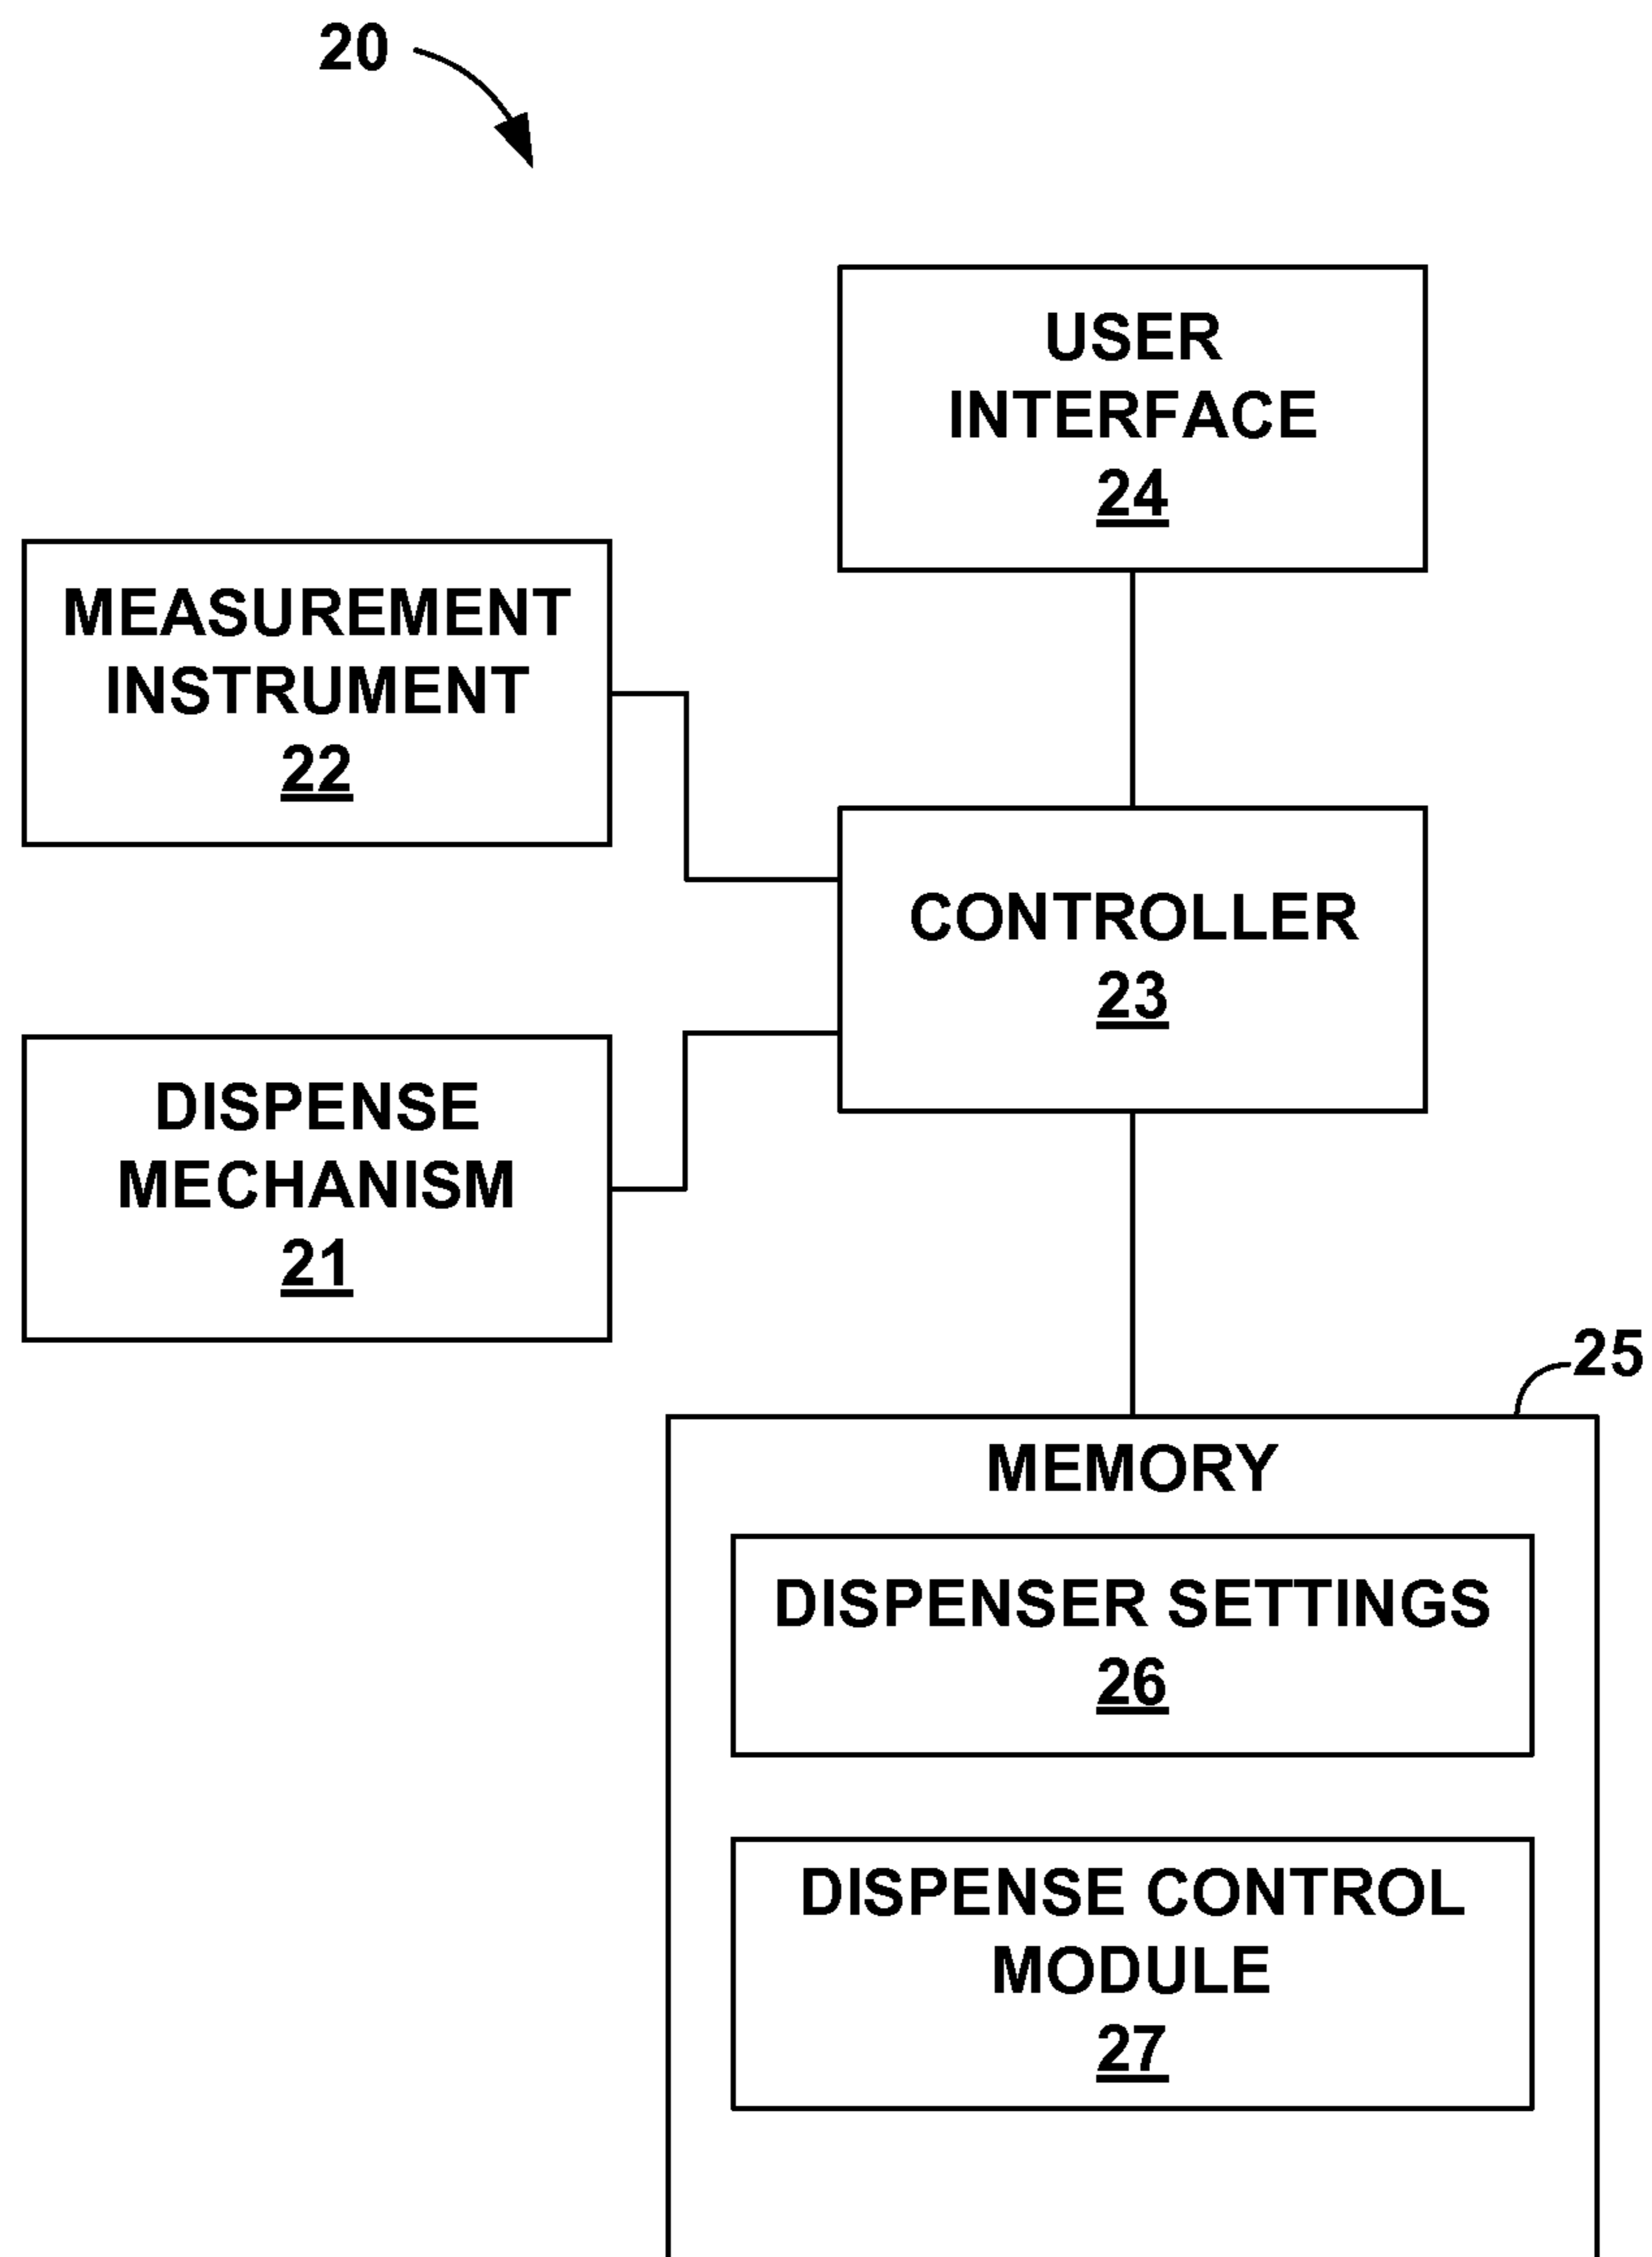 20
USER
INTERFACE
24
MEASUREMENT
INSTRUMENT
22
CONTROLLER
23
DISPENSE
MECHANISM
21
25
MEMORY
DISPENSER SETTINGS
26
DISPENSE CONTROL
MODULE
27